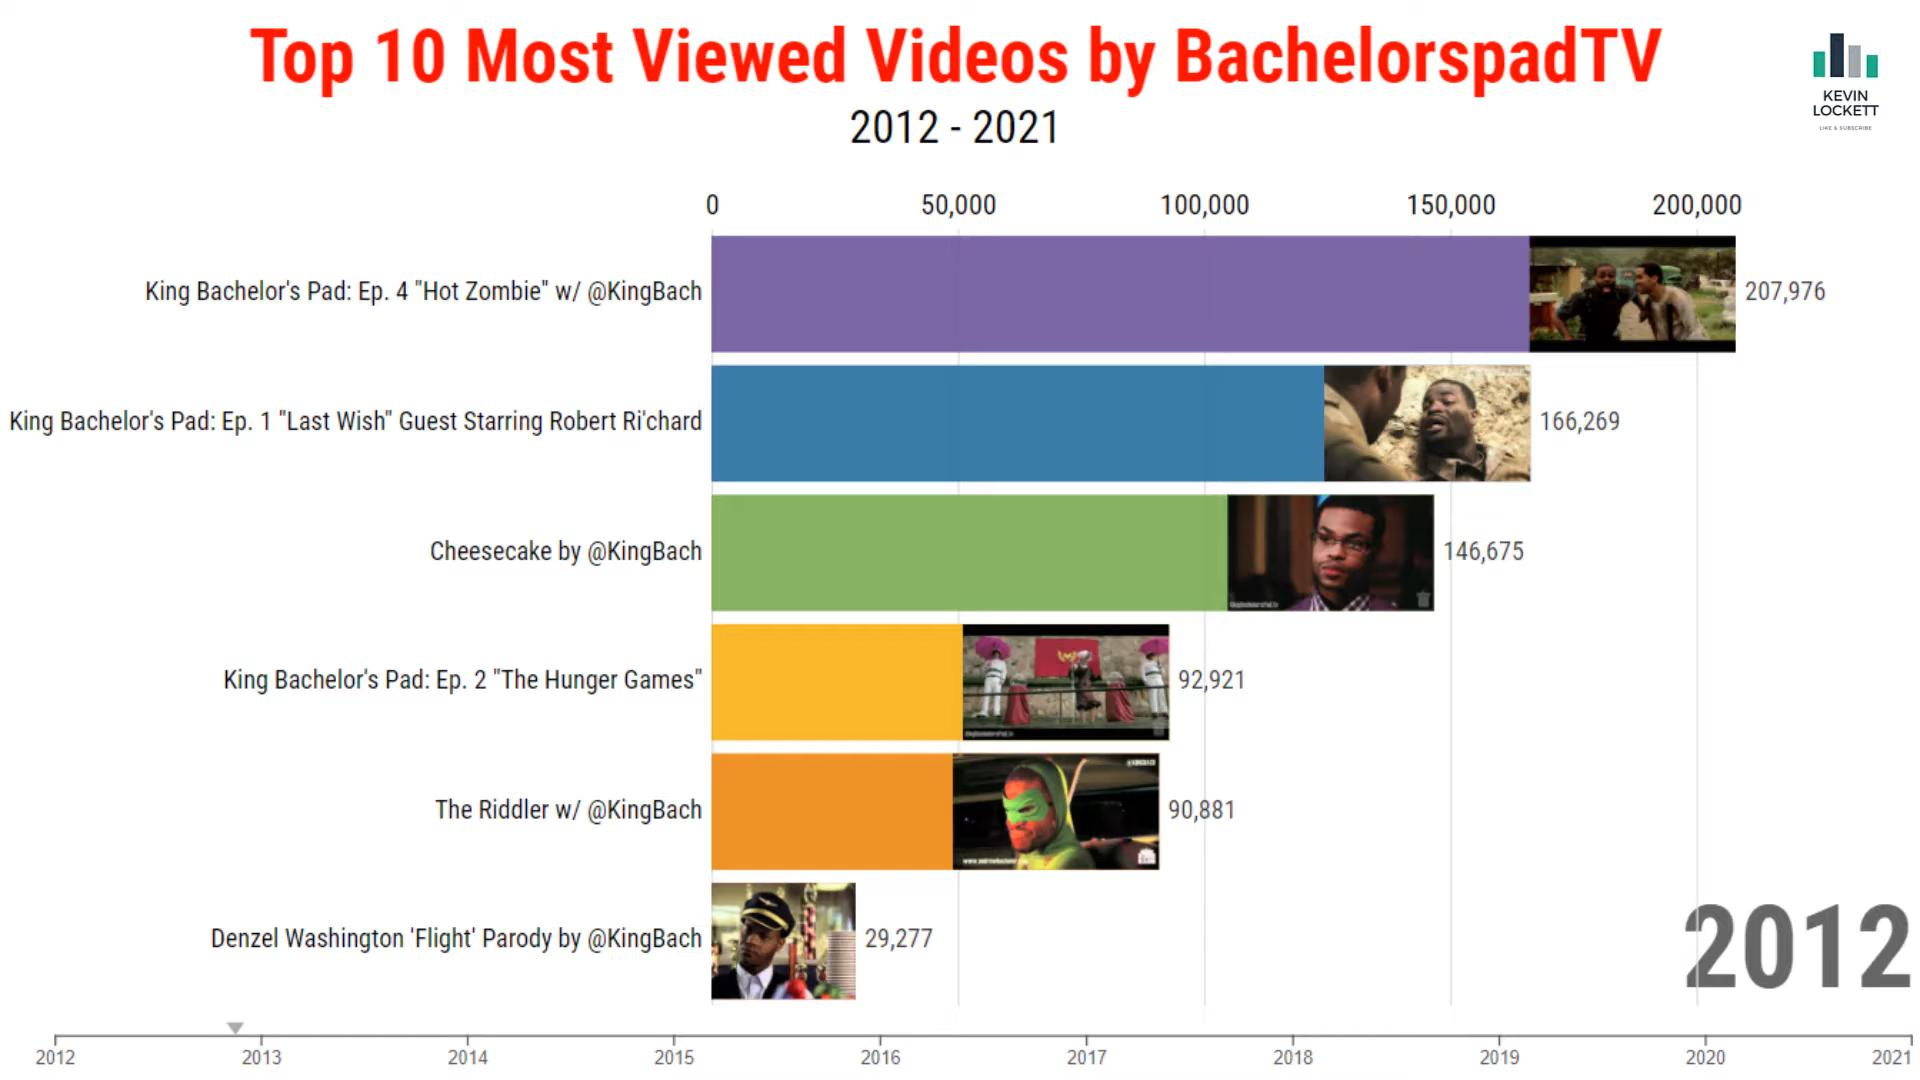 Top 10 Most Viewed Videos by BachelorspadTV
2012 - 2021
KEVIN
LOCKETT
LIKE & SUBSCRIBE
0 50,000 100,000 150,000 200,000
King Bachelor's Pad: Ep. 4 "Hot Zombie" w/ @KingBach 207,976
King Bachelor's Pad: Ep. 1 "Last Wish" Guest Starring Robert Ri'chard 166,269
Cheesecake by @KingBach 146,675
King Bachelor's Pad: Ep. 2 "The Hunger Games" 92,921
The Riddler w/ @KingBach 90,881
Denzel Washington 'Flight' Parody by @KingBach 29,277
2012
2012 2013 2014 2015 2016 2017 2018 2019 2020 2021